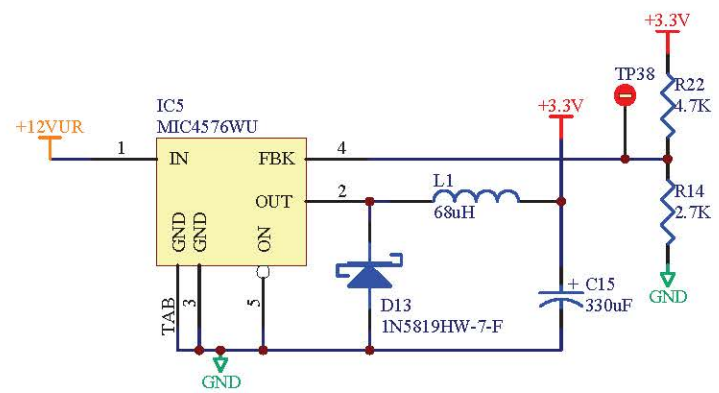 +3.3V
TP38
R22
4.7K
IC5
MIC4576WU
+12VUR
+3.3V
1
IN
FBK
4
OUT
2
L1
68uH
R14
2.7K
GND
GND
GND
ON
TAB
3
5
D13
1N5819HW-7-F
+
C15
330uF
GND